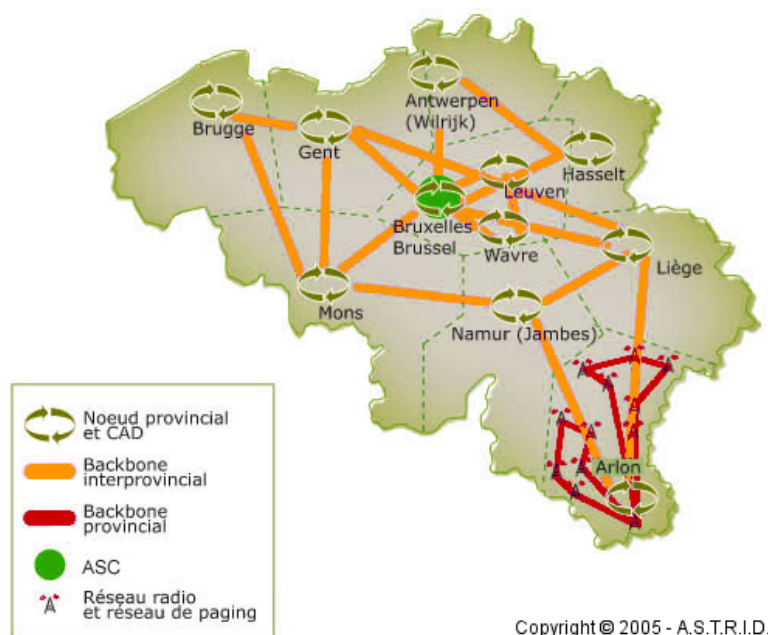 Antwerpen
(Wilrijk)
Brugge
Gent
Hasselt
Leuven
Bruxelles
Brussel
Wavre
Liège
Mons
Namur (Jambes)
Arlon
Noeud provincial
et CAD
Backbone
interprovincial
Backbone
provincial
ASC
Réseau radio
et réseau de paging
Copyright © 2005 - A.S.T.R.I.D.